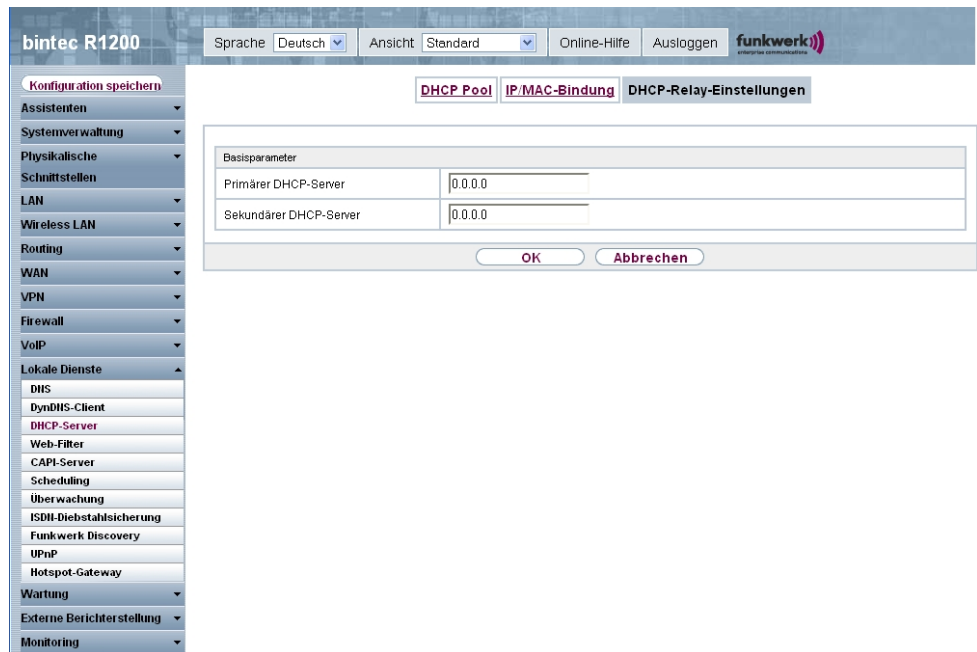 bintec R1200
Sprache Deutsch Ansicht Standard Online-Hilfe Ausloggen funkwerk
enterprise communications
Konfiguration speichern
Assistenten
Systemverwaltung
Physikalische
Schnittstellen
LAN
Wireless LAN
Routing
WAN
VPN
Firewall
VoIP
Lokale Dienste
DNS
DynDNS-Client
DHCP-Server
Web-Filter
CAPI-Server
Scheduling
Überwachung
ISDN-Diebstahlsicherung
Funkwerk Discovery
UPnP
Hotspot-Gateway
Wartung
Externe Berichterstellung
Monitoring
DHCP Pool IP/MAC-Bindung DHCP-Relay-Einstellungen
Basisparameter
Primärer DHCP-Server 0.0.0.0
Sekundärer DHCP-Server 0.0.0.0
OK Abbrechen